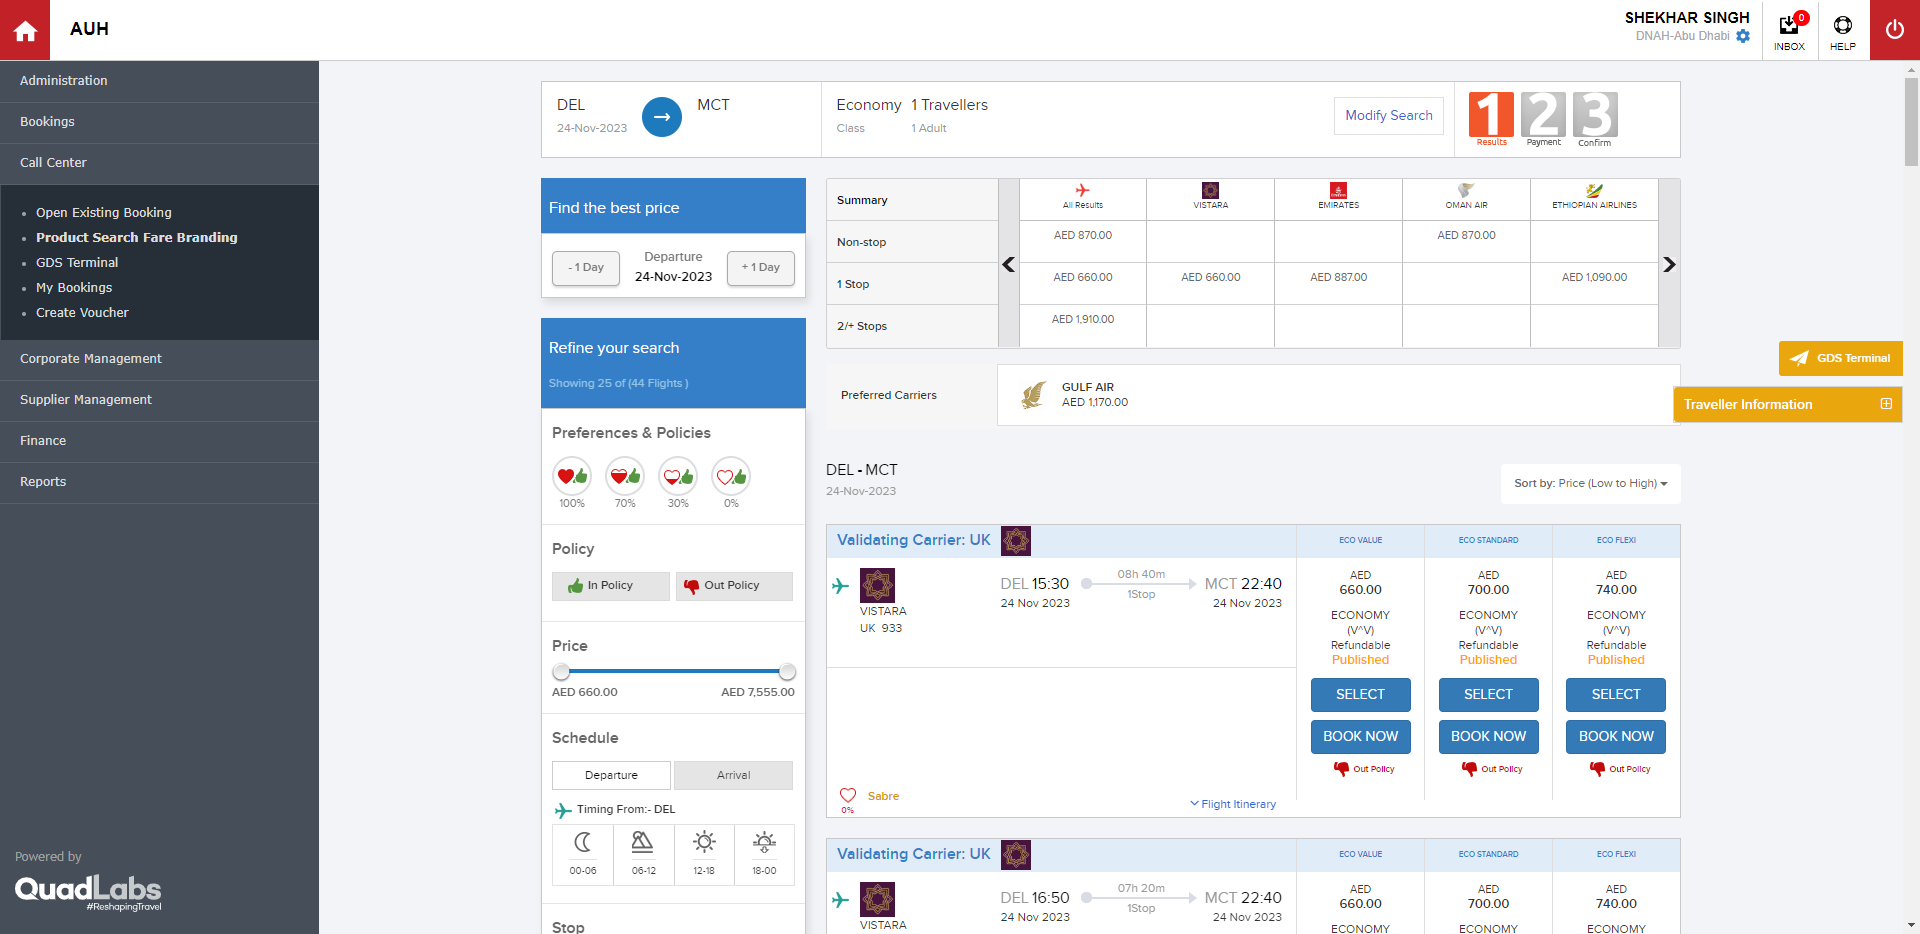 AUH
SHEKHAR SINGH
DNAH-Abu Dhabi
0
INBOX
HELP
Administration
Bookings
Call Center
Open Existing Booking
Product Search Fare Branding
GDS Terminal
My Bookings
Create Voucher
Corporate Management
Supplier Management
Finance
Reports
Powered by
QuadLabs
#ReshapingTravel
DEL
24-Nov-2023
MCT
Economy
Class
1 Travellers
1 Adult
Modify Search
1
Results
2
Payment
3
Confirm
Find the best price
- 1 Day
Departure
24-Nov-2023
+ 1 Day
Refine your search
Showing 25 of (44 Flights )
Preferences & Policies
100%
70%
30%
0%
Policy
In Policy
Out Policy
Price
AED 660.00
AED 7,555.00
Schedule
Departure
Arrival
Timing From:- DEL
00-06
06-12
12-18
18-00
Stop
Summary
All Results
VISTARA
EMIRATES
OMAN AIR
ETHIOPIAN AIRLINES
Non-stop
AED 870.00
AED 870.00
1 Stop
AED 660.00
AED 660.00
AED 887.00
AED 1,090.00
2/+ Stops
AED 1,910.00
Preferred Carriers
GULF AIR
AED 1,170.00
GDS Terminal
Traveller Information
DEL - MCT
24-Nov-2023
Sort by: Price (Low to High)
Validating Carrier: UK
ECO VALUE
ECO STANDARD
ECO FLEXI
VISTARA
UK 933
DEL 15:30
24 Nov 2023
08h 40m
1Stop
MCT 22:40
24 Nov 2023
AED
660.00
ECONOMY
(V^V)
Refundable
Published
SELECT
BOOK NOW
Out Policy
AED
700.00
ECONOMY
(V^V)
Refundable
Published
SELECT
BOOK NOW
Out Policy
AED
740.00
ECONOMY
(V^V)
Refundable
Published
SELECT
BOOK NOW
Out Policy
0%
Sabre
Flight Itinerary
Validating Carrier: UK
ECO VALUE
ECO STANDARD
ECO FLEXI
VISTARA
DEL 16:50
24 Nov 2023
07h 20m
1Stop
MCT 22:40
24 Nov 2023
AED
660.00
ECONOMY
AED
700.00
ECONOMY
AED
740.00
ECONOMY